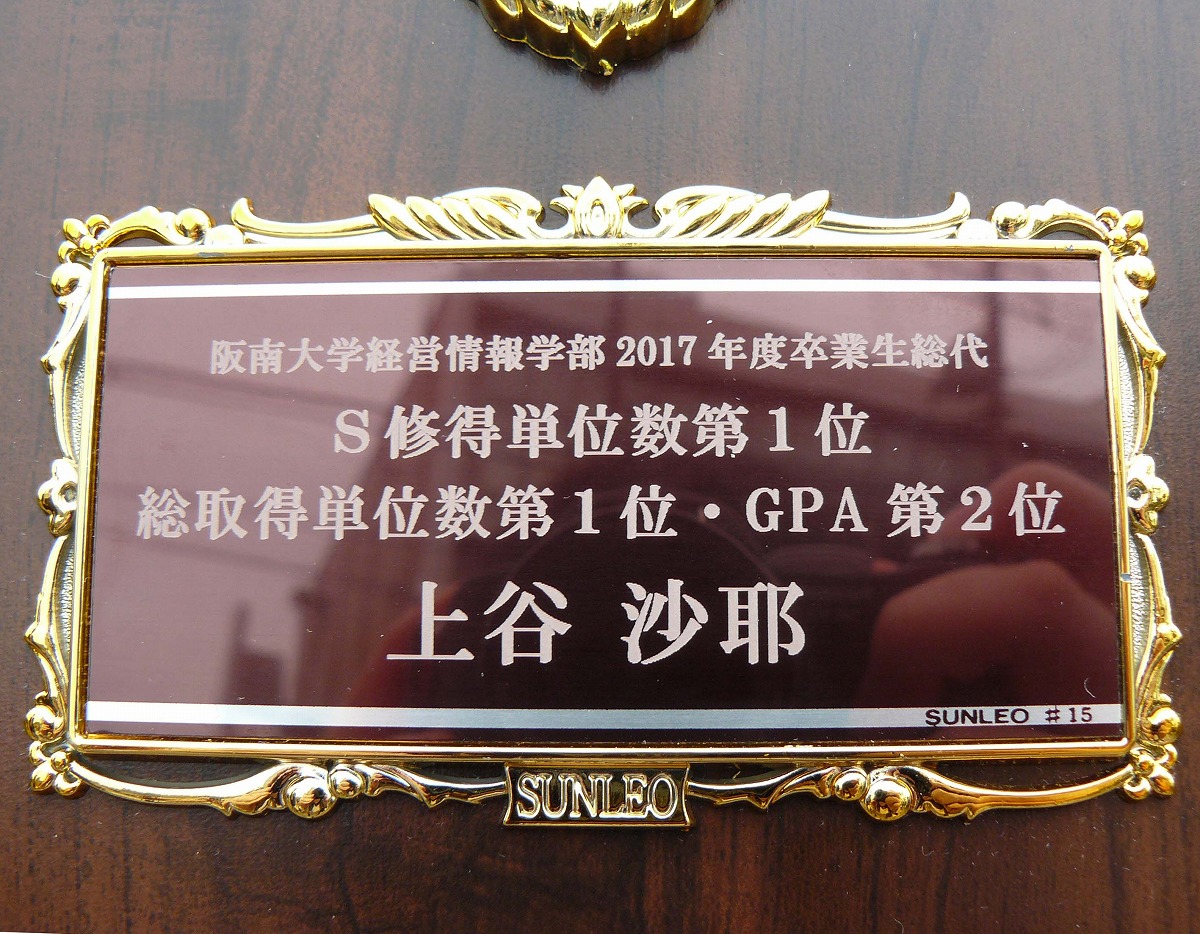 阪南大学経営情報学部 2017 年度卒業生総代
S 修得単位数第 1 位
総取得単位数第 1 位・GPA 第 2 位
上谷 沙耶
SUNLEO ♯15
SUNLEO